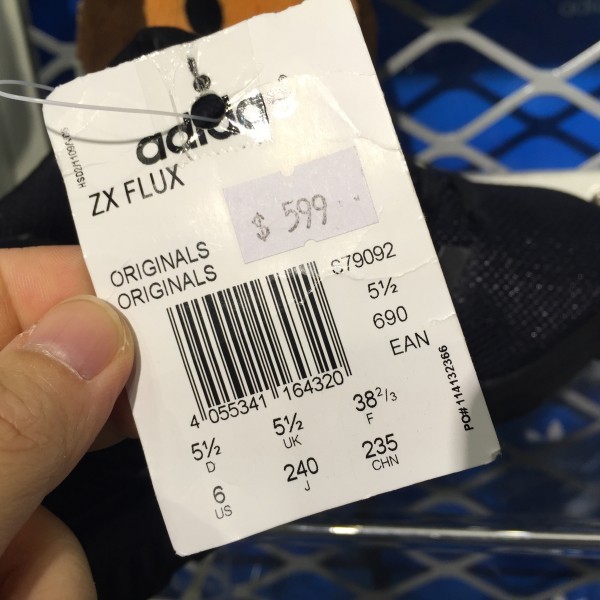 adidas
ZX FLUX
$ 599
ORIGINALS
ORIGINALS
S79092
5½
690
EAN
4 055341 164320
5½ D
5½ UK
38²/₃ F
6 US
240 J
235 CHN
PO# 114132366